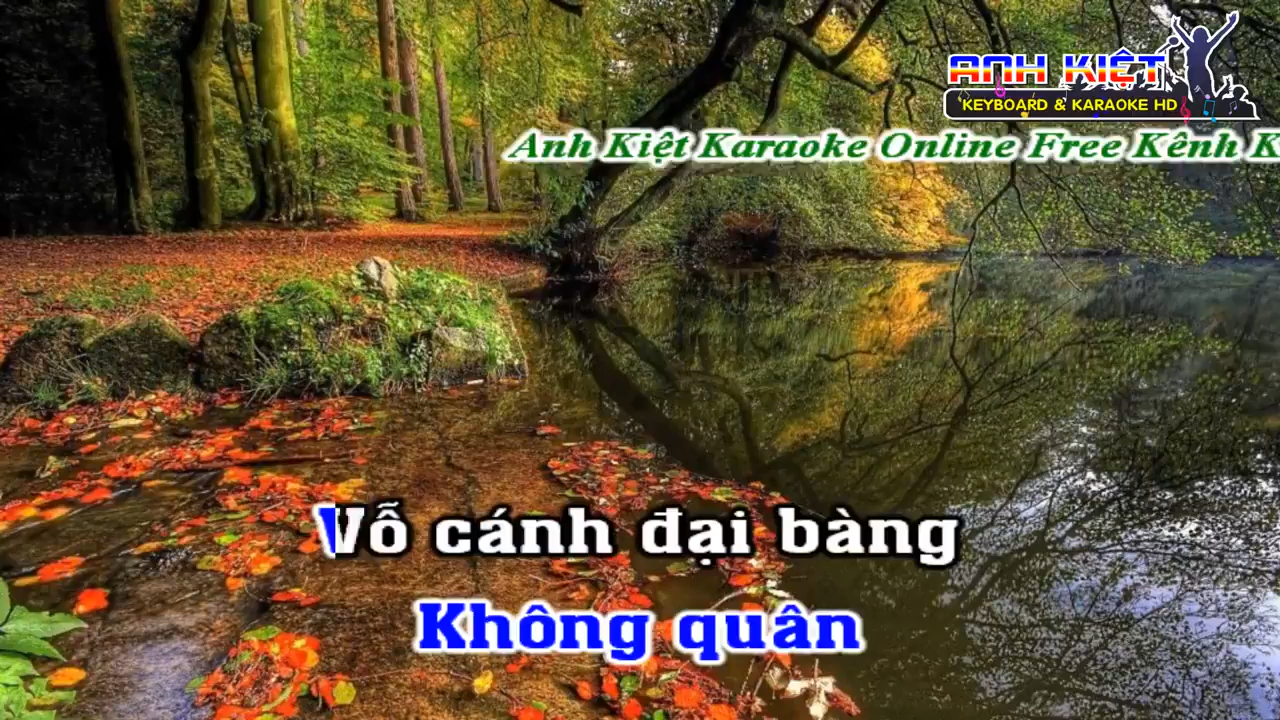 ANH KIỆT
KEYBOARD & KARAOKE HD
Anh Kiệt Karaoke Online Free Kênh K
Vỗ cánh đại bàng
Không quân